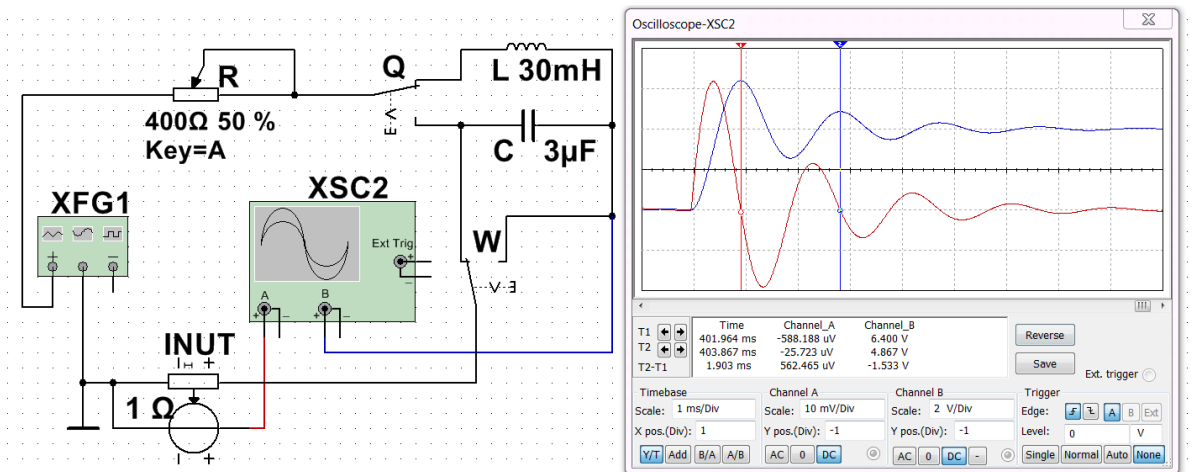 R
400Ω 50 %
Key=A
Q
Key=E
L 30mH
C 3µF
XFG1
XSC2
Ext Trig
+
−
A
B
+ − + −
W
Key=E
INUT
1 Ω
Oscilloscope-XSC2
1
2
T1
T2
T2-T1
Time Channel_A Channel_B
401.964 ms -588.188 uV 6.400 V
403.867 ms -25.723 uV 4.867 V
1.903 ms 562.465 uV -1.533 V
Reverse
Save
Ext. trigger
Timebase
Scale: 1 ms/Div
X pos.(Div): 1
Y/T Add B/A A/B
Channel A
Scale: 10 mV/Div
Y pos.(Div): -1
AC 0 DC
Channel B
Scale: 2 V/Div
Y pos.(Div): -1
AC 0 DC -
Trigger
Edge: A B Ext
Level: 0 V
Single Normal Auto None